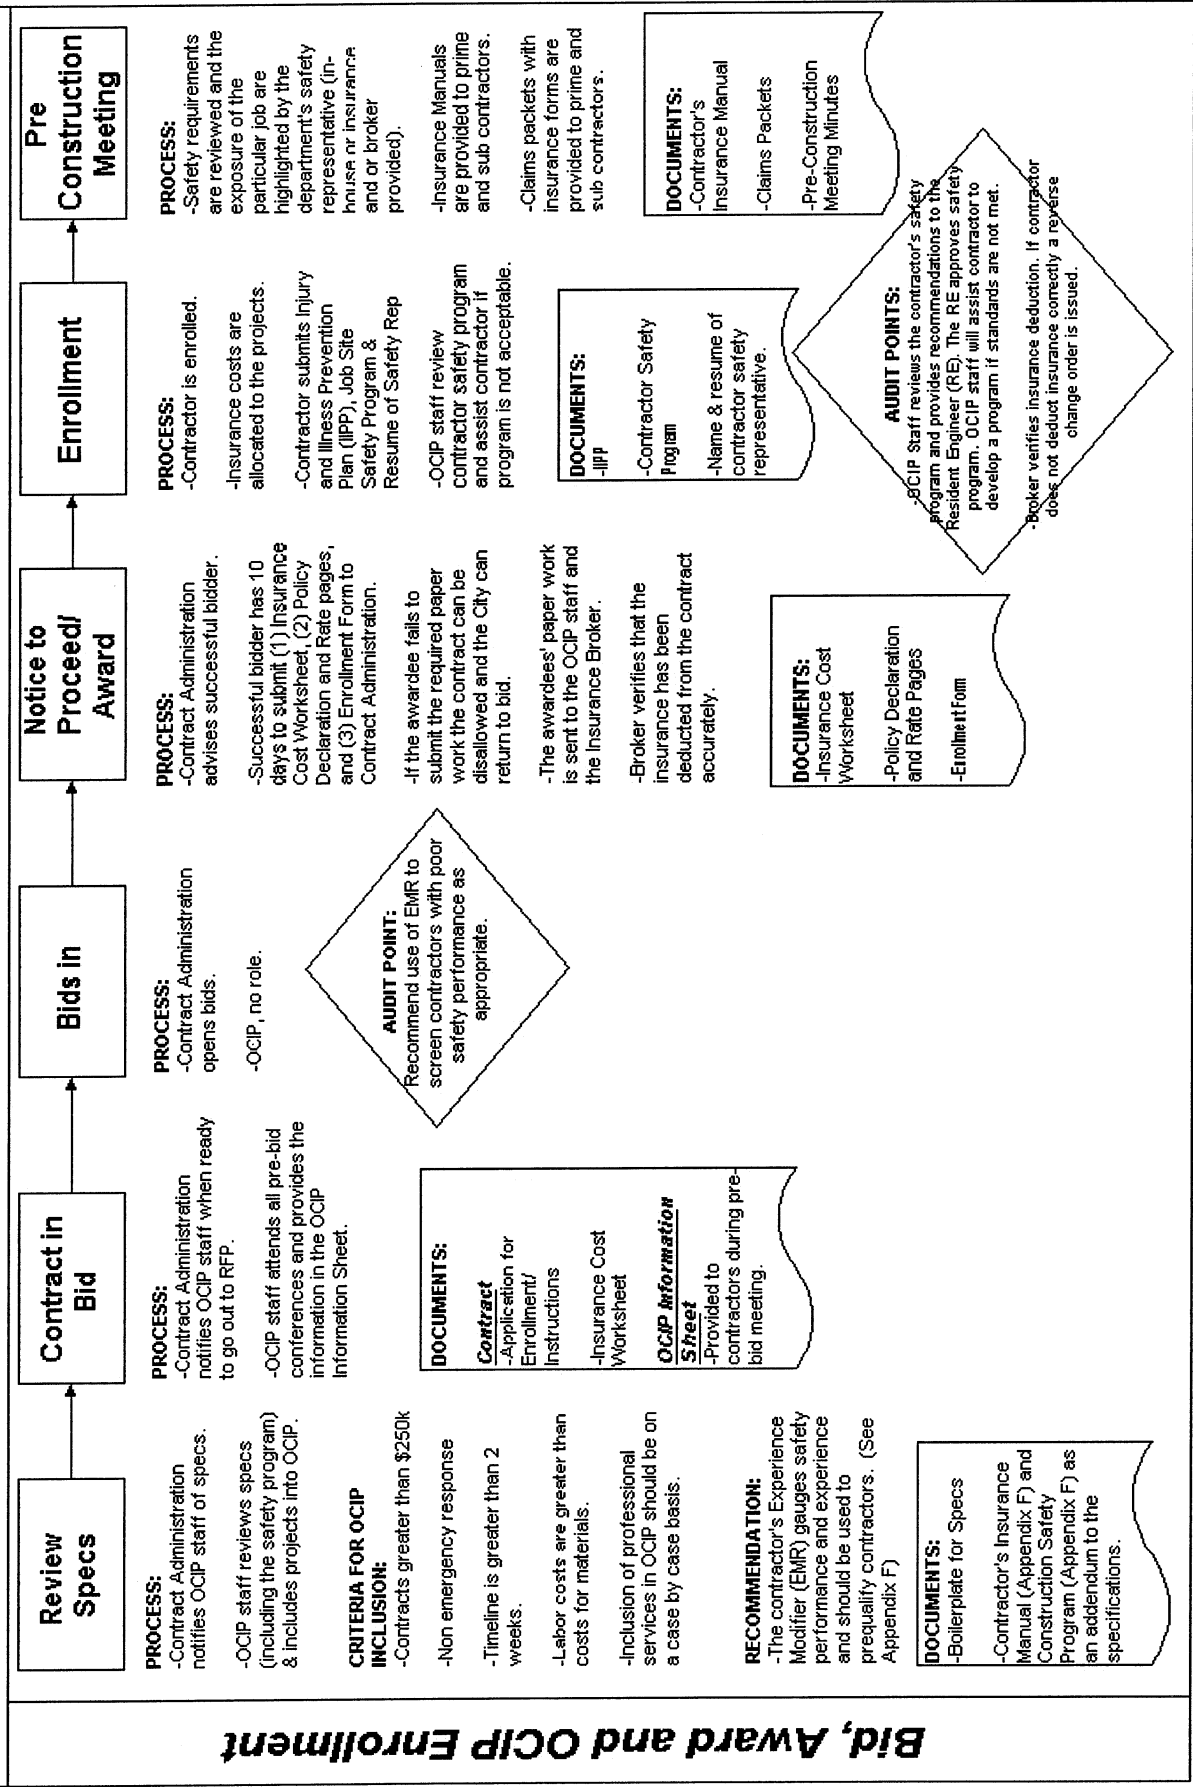 Bid, Award and OCIP Enrollment
Review
Specs
PROCESS:
-Contract Administration
notifies OCIP staff of specs.
-OCIP staff reviews specs
(including the safety program)
& includes projects into OCIP.
CRITERIA FOR OCIP
INCLUSION:
-Contracts greater than $250k
-Non emergency response
-Timeline is greater than 2
weeks.
-Labor costs are greater than
costs for materials.
-Inclusion of professional
services in OCIP should be on
a case by case basis.
RECOMMENDATION:
-The contractor's Experience
Modifier (EMR) gauges safety
performance and experience
and should be used to
prequalify contractors. (See
Appendix F)
DOCUMENTS:
-Boilerplate for Specs
-Contractor's Insurance
Manual (Appendix F) and
Construction Safety
Program (Appendix F) as
an addendum to the
specifications.
Contract in
Bid
PROCESS:
-Contract Administration
notifies OCIP staff when ready
to go out to RFP.
-OCIP staff attends all pre-bid
conferences and provides the
information in the OCIP
Information Sheet.
DOCUMENTS:
Contract
-Application for
Enrollment/
Instructions
-Insurance Cost
Worksheet
OCIP Information
Sheet
-Provided to
contractors during pre-
bid meeting.
Bids in
PROCESS:
-Contract Administration
opens bids.
-OCIP, no role.
AUDIT POINT:
Recommend use of EMR to
screen contractors with poor
safety performance as
appropriate.
Notice to
Proceed/
Award
PROCESS:
-Contract Administration
advises successful bidder.
-Successful bidder has 10
days to submit (1) Insurance
Cost Worksheet, (2) Policy
Declaration and Rate pages,
and (3) Enrollment Form to
Contract Administration.
-If the awardee fails to
submit the required paper
work the contract can be
disallowed and the City can
return to bid.
-The awardees' paper work
is sent to the OCIP staff and
the Insurance Broker.
-Broker verifies that the
insurance has been
deducted from the contract
accurately.
DOCUMENTS:
-Insurance Cost
Worksheet
-Policy Declaration
and Rate Pages
-Enrollment Form
Enrollment
PROCESS:
-Contractor is enrolled.
-Insurance costs are
allocated to the projects.
-Contractor submits Injury
and Illness Prevention
Plan (IIPP), Job Site
Safety Program &
Resume of Safety Rep
-OCIP staff review
contractor safety program
and assist contractor if
program is not acceptable.
DOCUMENTS:
-IIPP
-Contractor Safety
Program
-Name & resume of
contractor safety
representative.
AUDIT POINTS:
-OCIP Staff reviews the contractor's safety
program and provides recommendations to the
Resident Engineer (RE). The RE approves safety
program. OCIP staff will assist contractor to
develop a program if standards are not met.
-Broker verifies insurance deduction. If contractor
does not deduct insurance correctly a reverse
change order is issued.
Pre
Construction
Meeting
PROCESS:
-Safety requirements
are reviewed and the
exposure of the
particular job are
highlighted by the
department's safety
representative (in-
house or insurance
and or broker
provided).
-Insurance Manuals
are provided to prime
and sub contractors.
-Claims packets with
insurance forms are
provided to prime and
sub contractors.
DOCUMENTS:
-Contractor's
Insurance Manual
-Claims Packets
-Pre-Construction
Meeting Minutes